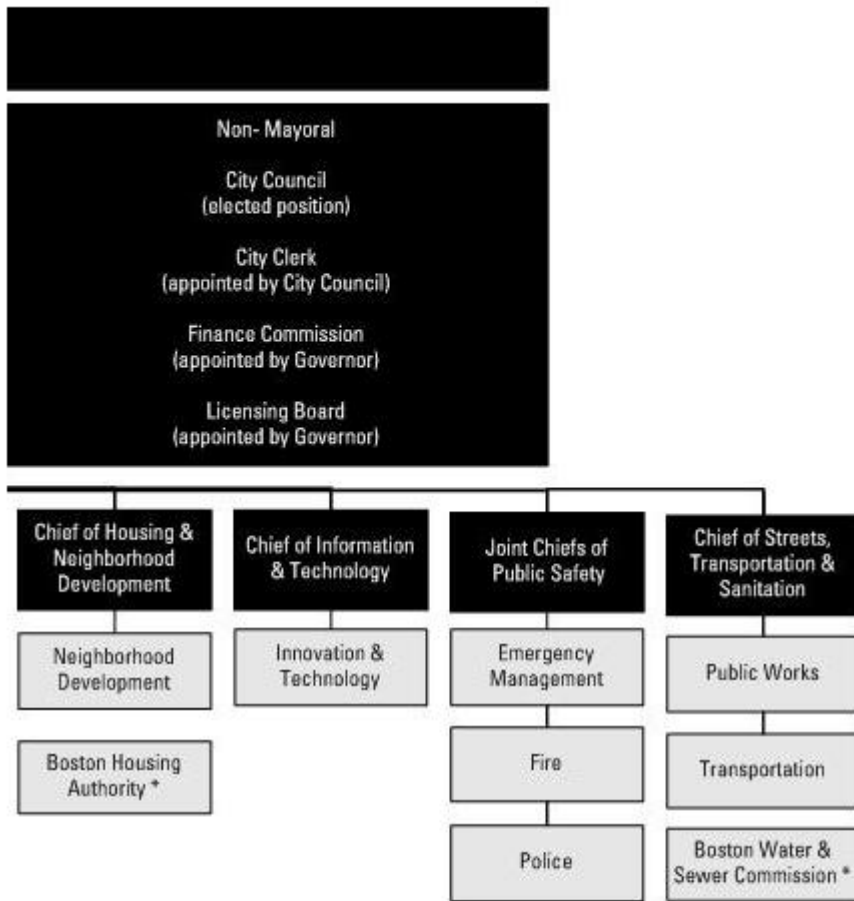 Non- Mayoral
City Council
(elected position)
City Clerk
(appointed by City Council)
Finance Commission
(appointed by Governor)
Licensing Board
(appointed by Governor)
Chief of Housing &
Neighborhood
Development
Neighborhood
Development
Boston Housing
Authority *
Chief of Information
& Technology
Innovation &
Technology
Joint Chiefs of
Public Safety
Emergency
Management
Fire
Police
Chief of Streets,
Transportation &
Sanitation
Public Works
Transportation
Boston Water &
Sewer Commission *